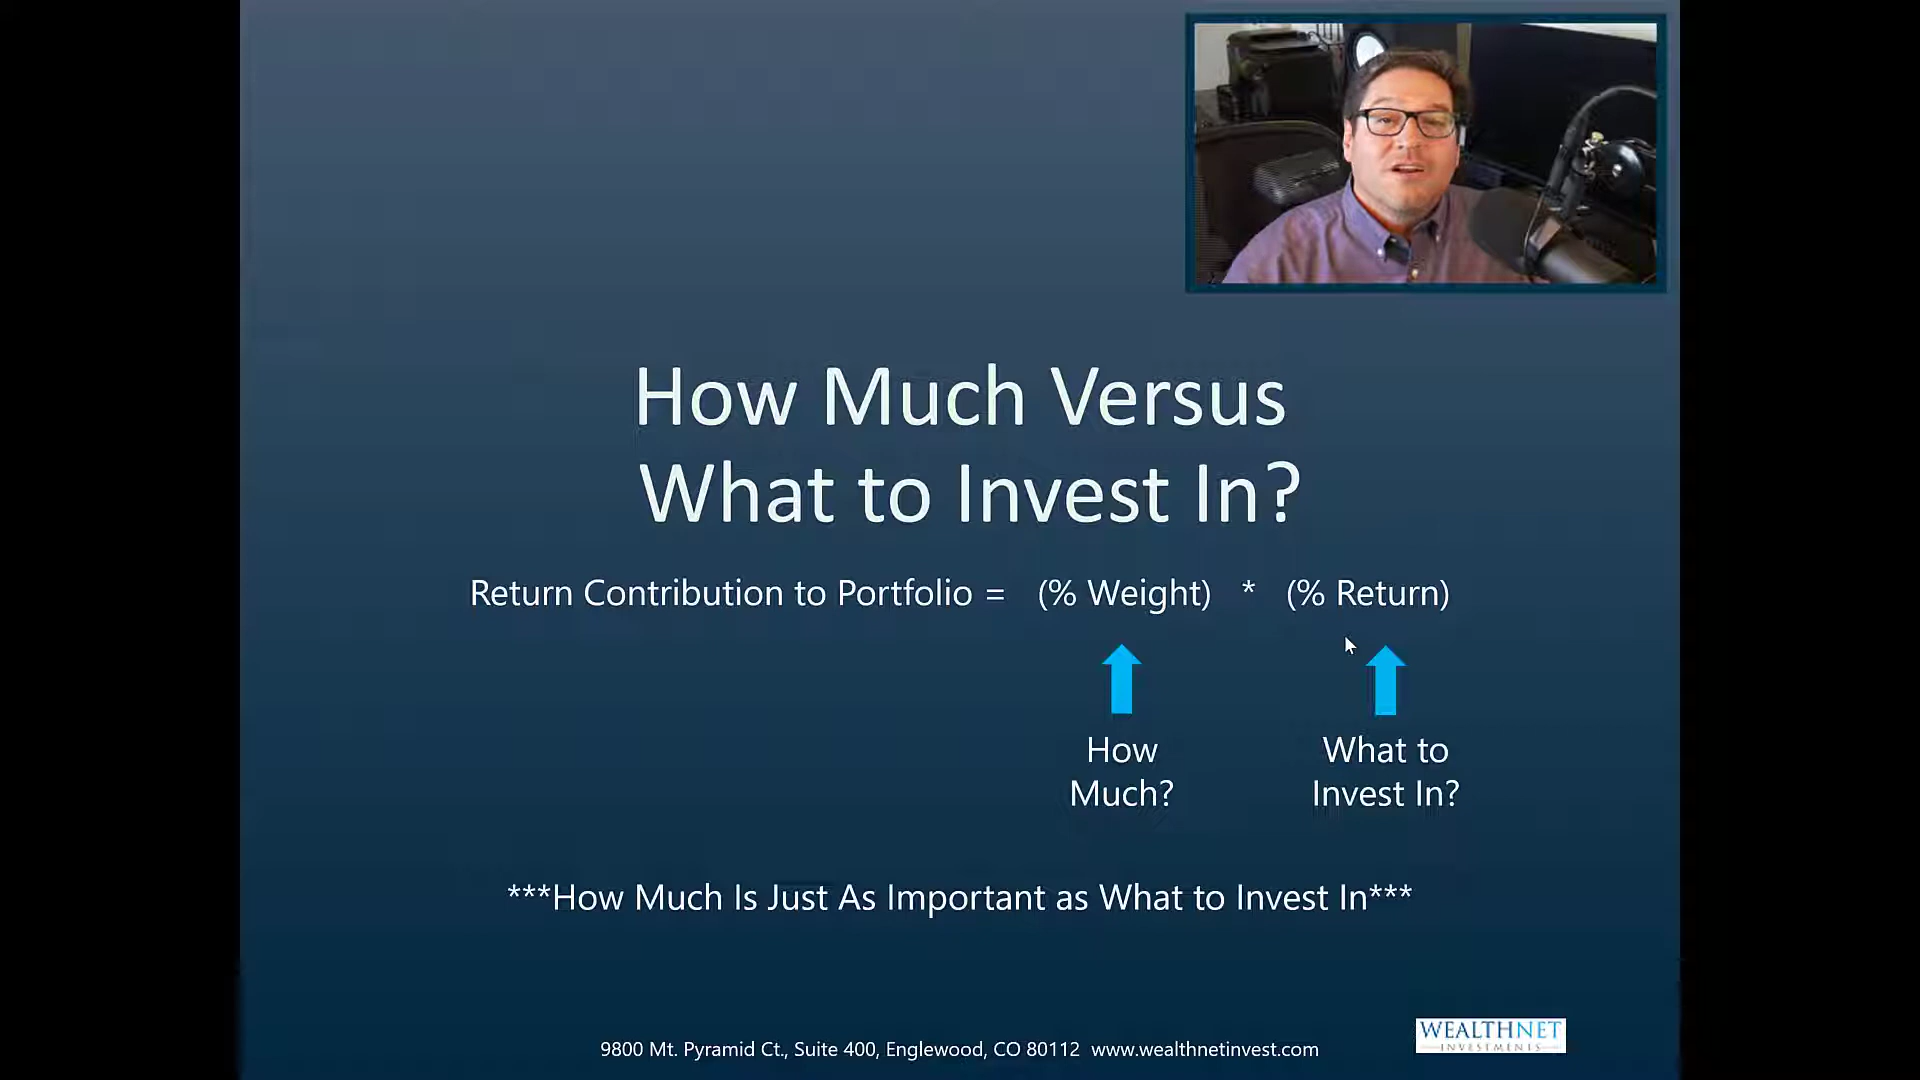 How Much Versus
What to Invest In?
Return Contribution to Portfolio = (% Weight) * (% Return)
How
Much?
What to
Invest In?
***How Much Is Just As Important as What to Invest In***
9800 Mt. Pyramid Ct., Suite 400, Englewood, CO 80112 www.wealthnetinvest.com
WEALTHNET
INVESTMENTS